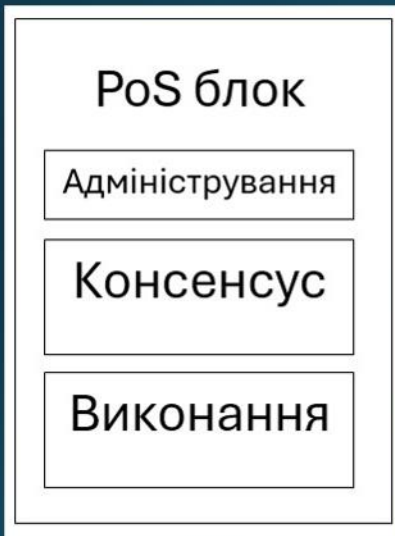 PoS блок
Адміністрування
Консенсус
Виконання